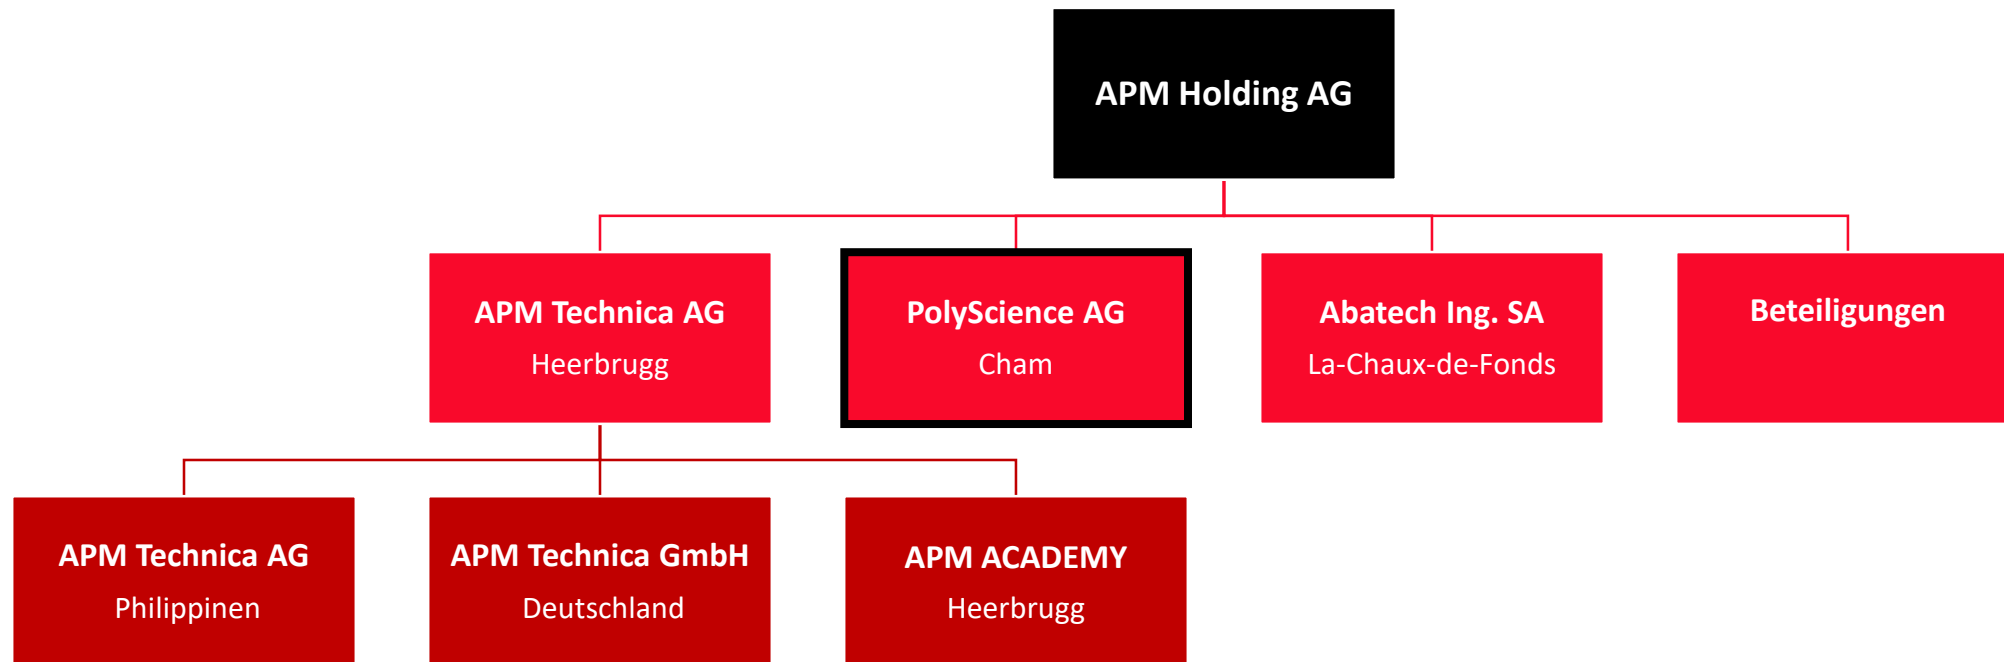 APM Holding AG
APM Technica AG
Heerbrugg
PolyScience AG
Cham
Abatech Ing. SA
La-Chaux-de-Fonds
Beteiligungen
APM Technica AG
Philippinen
APM Technica GmbH
Deutschland
APM ACADEMY
Heerbrugg